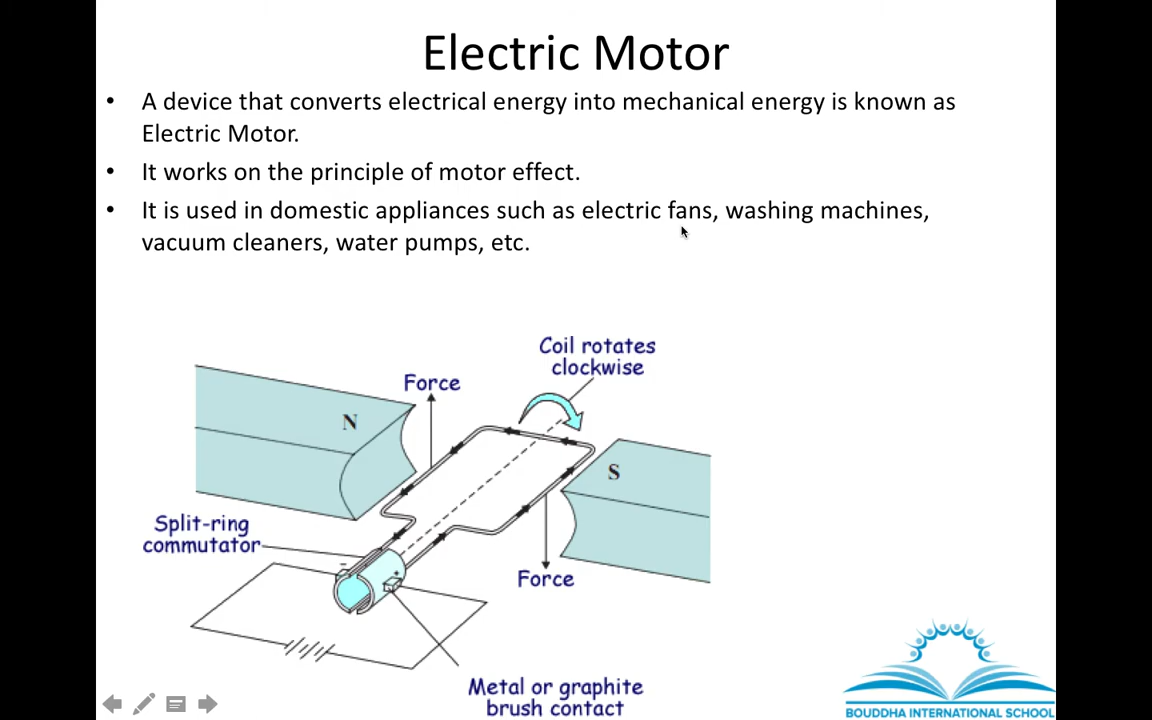 Electric Motor
• A device that converts electrical energy into mechanical energy is known as
Electric Motor.
• It works on the principle of motor effect.
• It is used in domestic appliances such as electric fans, washing machines,
vacuum cleaners, water pumps, etc.
Coil rotates
clockwise
Force
N
S
Split-ring
commutator
- +
Force
Metal or graphite
brush contact
BOUDDHA INTERNATIONAL SCHOOL